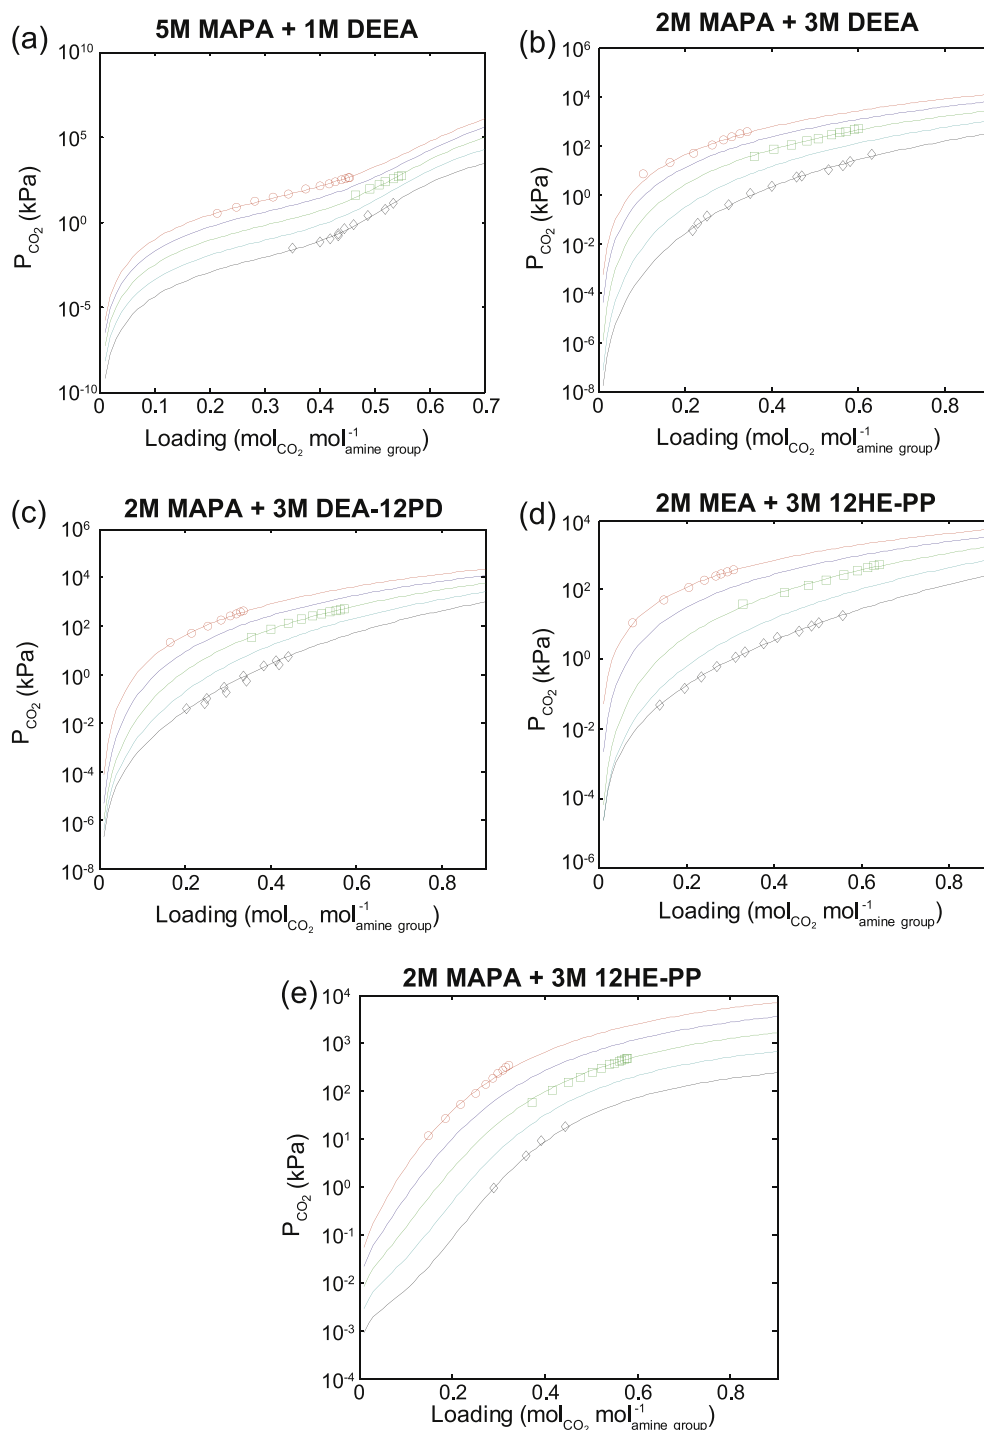 (a)
5M MAPA + 1M DEEA
10^10
10^5
10^0
10^-5
10^-10
P_CO2 (kPa)
0 0.1 0.2 0.3 0.4 0.5 0.6 0.7
Loading (mol_CO2 mol^-1_amine group)
(b)
2M MAPA + 3M DEEA
10^6
10^4
10^2
10^0
10^-2
10^-4
10^-6
10^-8
P_CO2 (kPa)
0 0.2 0.4 0.6 0.8
Loading (mol_CO2 mol^-1_amine group)
(c)
2M MAPA + 3M DEA-12PD
10^6
10^4
10^2
10^0
10^-2
10^-4
10^-6
10^-8
P_CO2 (kPa)
0 0.2 0.4 0.6 0.8
Loading (mol_CO2 mol^-1_amine group)
(d)
2M MEA + 3M 12HE-PP
10^4
10^2
10^0
10^-2
10^-4
10^-6
P_CO2 (kPa)
0 0.2 0.4 0.6 0.8
Loading (mol_CO2 mol^-1_amine group)
(e)
2M MAPA + 3M 12HE-PP
10^4
10^3
10^2
10^1
10^0
10^-1
10^-2
10^-3
10^-4
P_CO2 (kPa)
0 0.2 0.4 0.6 0.8
Loading (mol_CO2 mol^-1_amine group)